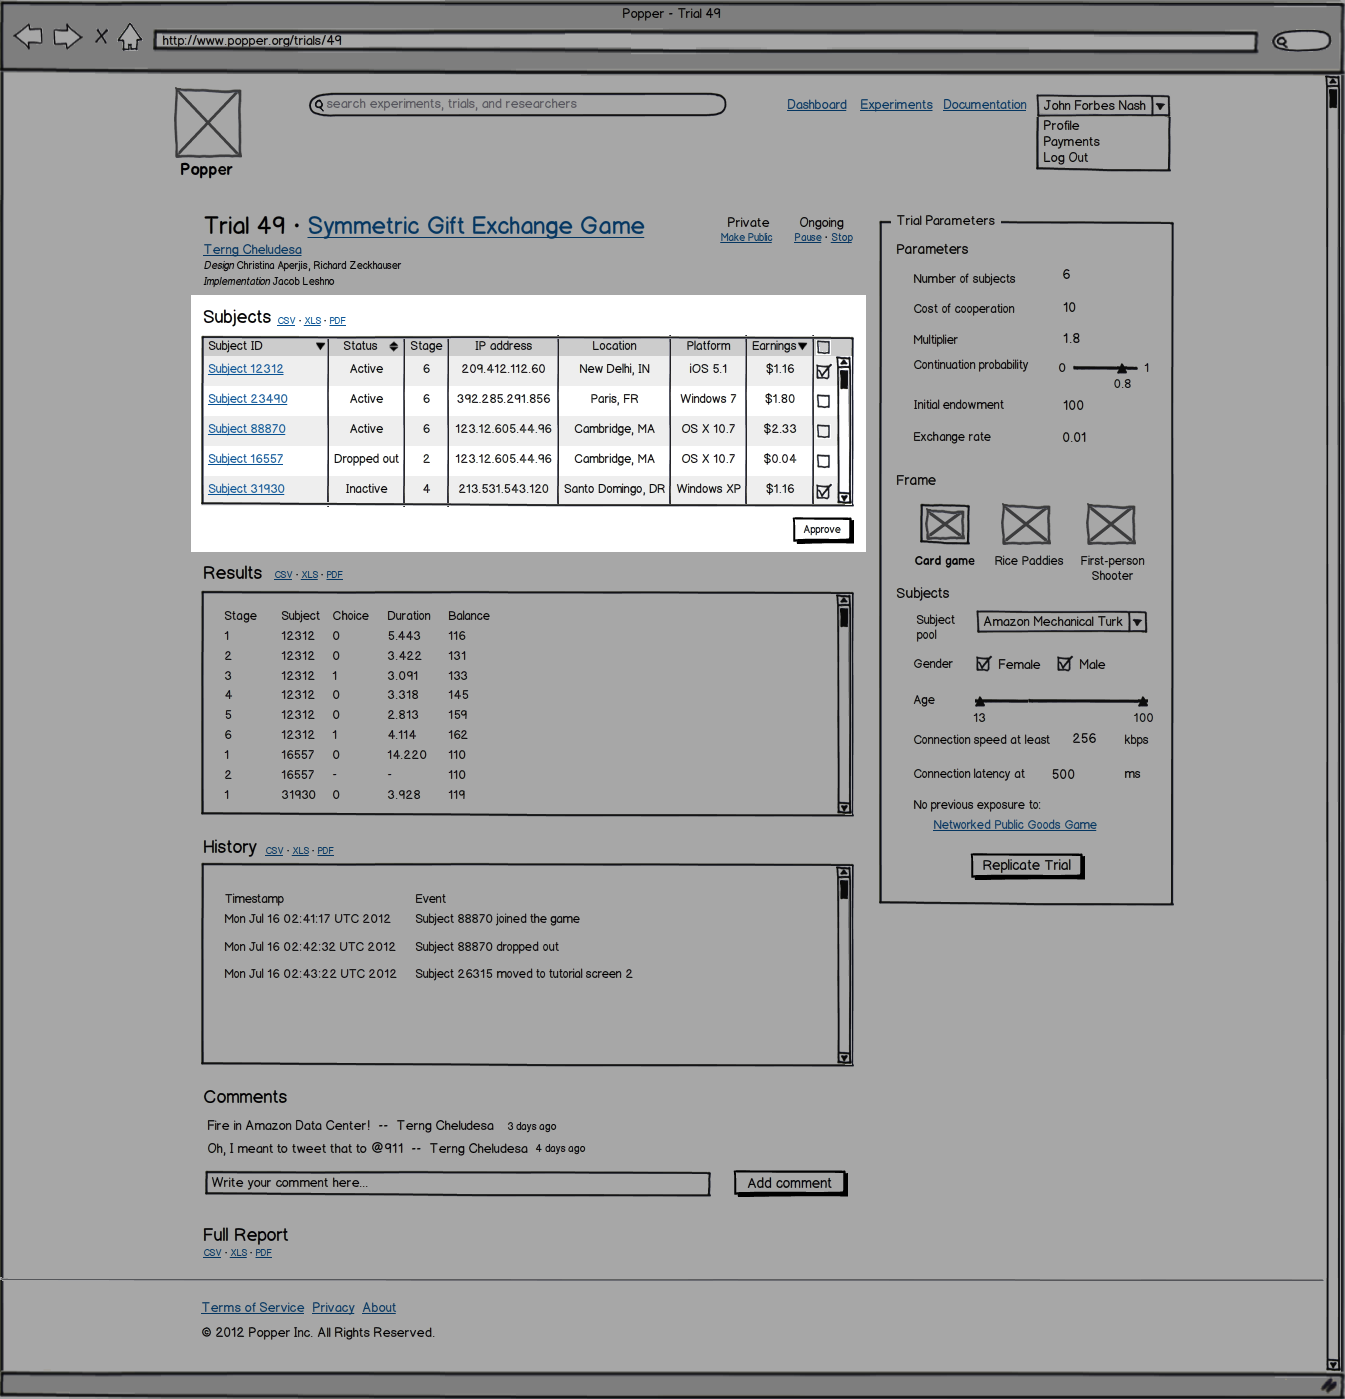 Popper - Trial 49
http://www.popper.org/trials/49
search experiments, trials, and researchers
Dashboard Experiments Documentation John Forbes Nash
Profile
Payments
Log Out
Popper
Trial 49 · Symmetric Gift Exchange Game
Private Ongoing
Make Public Pause · Stop
Terng Cheludesa
Design Christina Aperjis, Richard Zeckhauser
Implementation Jacob Leshno
Subjects CSV · XLS · PDF
Subject ID Status Stage IP address Location Platform Earnings
Subject 12312 Active 6 209.412.112.60 New Delhi, IN iOS 5.1 $1.16
Subject 23490 Active 6 392.285.291.856 Paris, FR Windows 7 $1.80
Subject 88870 Active 6 123.12.605.44.96 Cambridge, MA OS X 10.7 $2.33
Subject 16557 Dropped out 2 123.12.605.44.96 Cambridge, MA OS X 10.7 $0.04
Subject 31930 Inactive 4 213.531.543.120 Santo Domingo, DR Windows XP $1.16
Approve
Results CSV · XLS · PDF
Stage Subject Choice Duration Balance
1 12312 0 5.443 116
2 12312 0 3.422 131
3 12312 1 3.091 133
4 12312 0 3.318 145
5 12312 0 2.813 159
6 12312 1 4.114 162
1 16557 0 14.220 110
2 16557 - - 110
1 31930 0 3.928 119
History CSV · XLS · PDF
Timestamp Event
Mon Jul 16 02:41:17 UTC 2012 Subject 88870 joined the game
Mon Jul 16 02:42:32 UTC 2012 Subject 88870 dropped out
Mon Jul 16 02:43:22 UTC 2012 Subject 26315 moved to tutorial screen 2
Comments
Fire in Amazon Data Center! -- Terng Cheludesa 3 days ago
Oh, I meant to tweet that to @911 -- Terng Cheludesa 4 days ago
Write your comment here...
Add comment
Full Report
CSV · XLS · PDF
Trial Parameters
Parameters
Number of subjects 6
Cost of cooperation 10
Multiplier 1.8
Continuation probability 0 1
0.8
Initial endowment 100
Exchange rate 0.01
Frame
Card game Rice Paddies First-person
Shooter
Subjects
Subject
pool
Amazon Mechanical Turk
Gender Female Male
Age
13 100
Connection speed at least 256 kbps
Connection latency at 500 ms
No previous exposure to:
Networked Public Goods Game
Replicate Trial
Terms of Service Privacy About
© 2012 Popper Inc. All Rights Reserved.